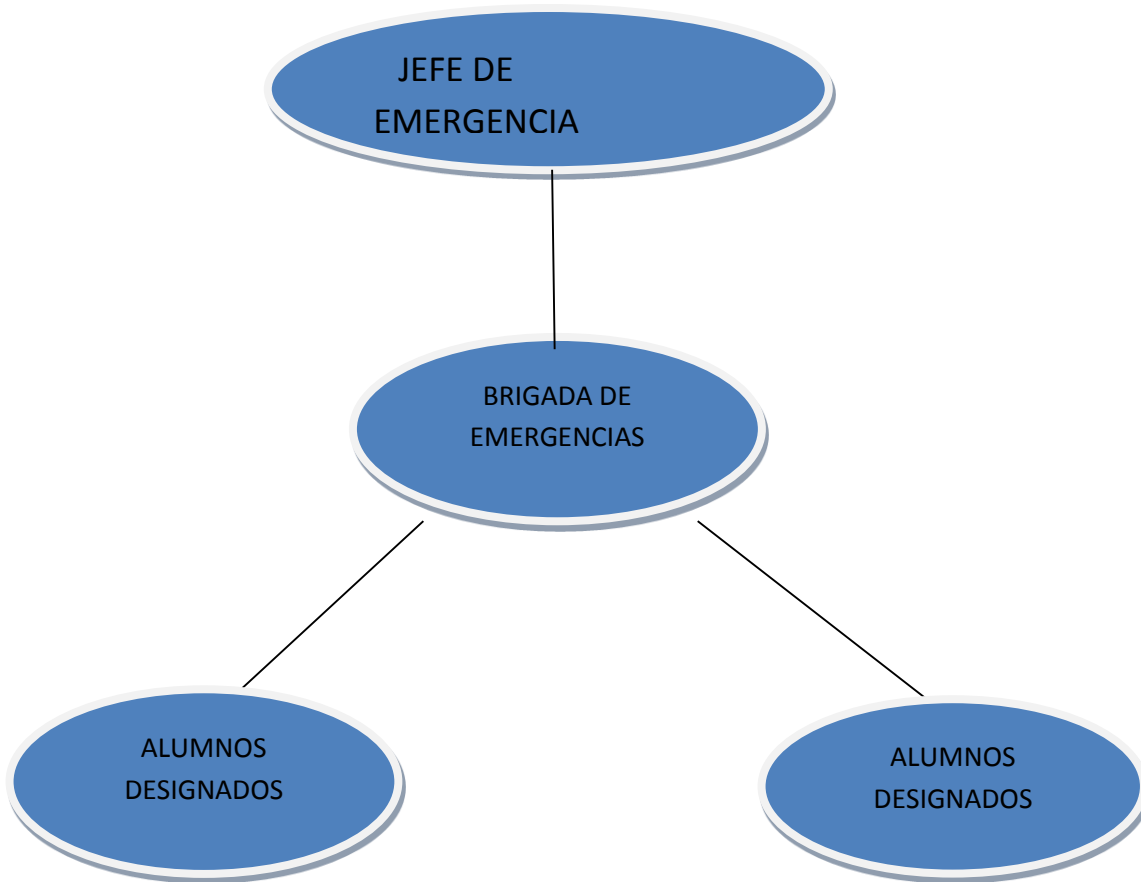 JEFE DE
EMERGENCIA
BRIGADA DE
EMERGENCIAS
ALUMNOS
DESIGNADOS
ALUMNOS
DESIGNADOS